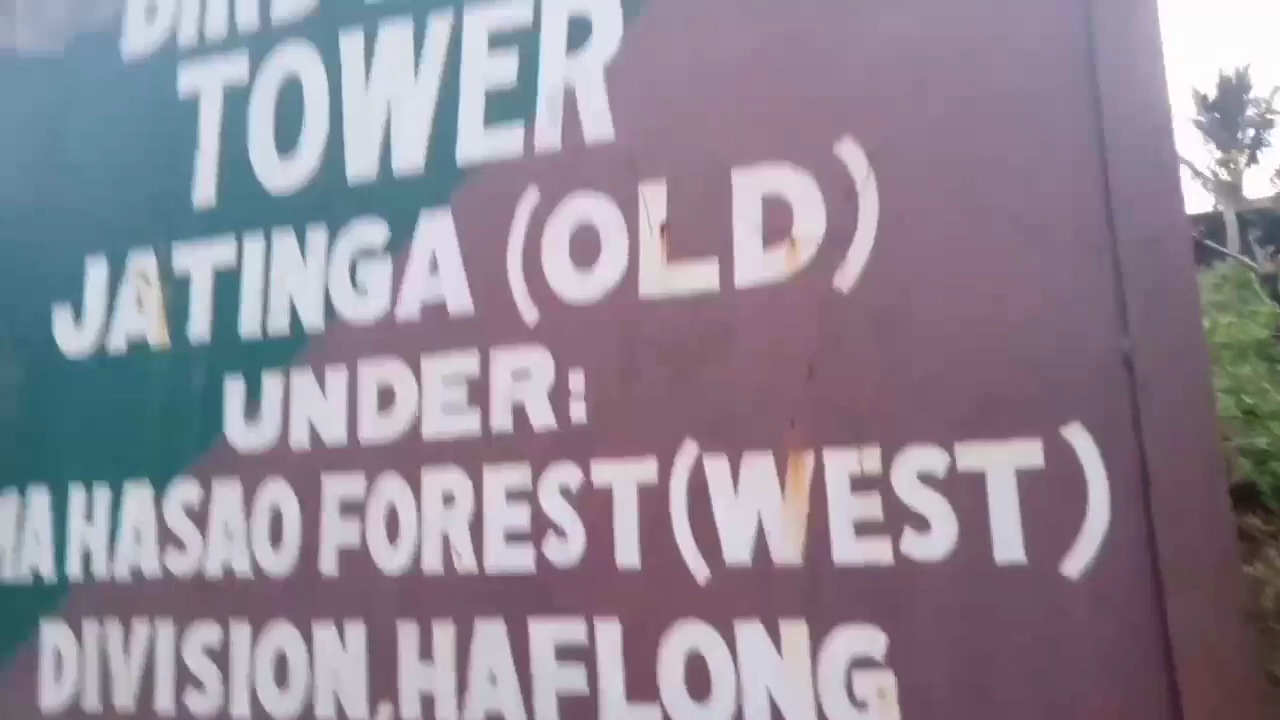 TOWER
JATINGA (OLD)
UNDER:
HASAO FOREST (WEST)
DIVISION, HAFLONG